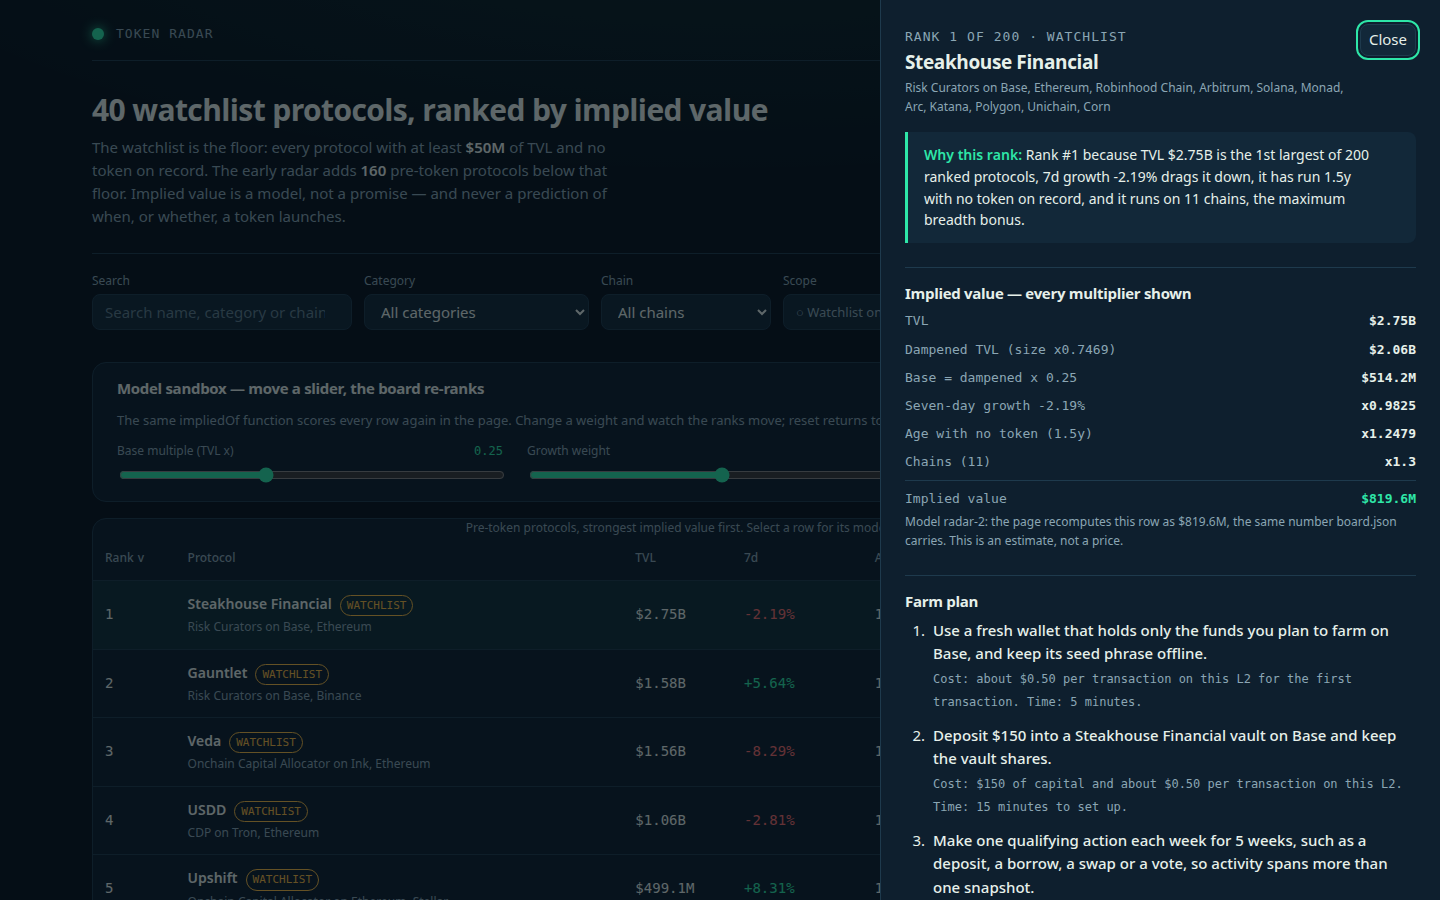 TOKEN RADAR
40 watchlist protocols, ranked by implied value
The watchlist is the floor: every protocol with at least $50M of TVL and no
token on record. The early radar adds 160 pre-token protocols below that
floor. Implied value is a model, not a promise — and never a prediction of
when, or whether, a token launches.
Search
Category
Chain
Scope
Search name, category or chain
All categories
All chains
○ Watchlist on
Model sandbox — move a slider, the board re-ranks
The same impliedOf function scores every row again in the page. Change a weight and watch the ranks move; reset returns to
Base multiple (TVL x)
0.25
Growth weight
Pre-token protocols, strongest implied value first. Select a row for its mod
Rank v
Protocol
TVL
7d
A
1
Steakhouse Financial
WATCHLIST
Risk Curators on Base, Ethereum
$2.75B
-2.19%
1
2
Gauntlet
WATCHLIST
Risk Curators on Base, Binance
$1.58B
+5.64%
1
3
Veda
WATCHLIST
Onchain Capital Allocator on Ink, Ethereum
$1.56B
-8.29%
1
4
USDD
WATCHLIST
CDP on Tron, Ethereum
$1.06B
-2.81%
1
5
Upshift
WATCHLIST
$499.1M
+8.31%
1
RANK 1 OF 200 · WATCHLIST
Close
Steakhouse Financial
Risk Curators on Base, Ethereum, Robinhood Chain, Arbitrum, Solana, Monad,
Arc, Katana, Polygon, Unichain, Corn
Why this rank: Rank #1 because TVL $2.75B is the 1st largest of 200
ranked protocols, 7d growth -2.19% drags it down, it has run 1.5y
with no token on record, and it runs on 11 chains, the maximum
breadth bonus.
Implied value — every multiplier shown
TVL $2.75B
Dampened TVL (size x0.7469) $2.06B
Base = dampened x 0.25 $514.2M
Seven-day growth -2.19% x0.9825
Age with no token (1.5y) x1.2479
Chains (11) x1.3
Implied value $819.6M
Model radar-2: the page recomputes this row as $819.6M, the same number board.json
carries. This is an estimate, not a price.
Farm plan
1. Use a fresh wallet that holds only the funds you plan to farm on
Base, and keep its seed phrase offline.
Cost: about $0.50 per transaction on this L2 for the first
transaction. Time: 5 minutes.
2. Deposit $150 into a Steakhouse Financial vault on Base and keep
the vault shares.
Cost: $150 of capital and about $0.50 per transaction on this L2.
Time: 15 minutes to set up.
3. Make one qualifying action each week for 5 weeks, such as a
deposit, a borrow, a swap or a vote, so activity spans more than
one snapshot.